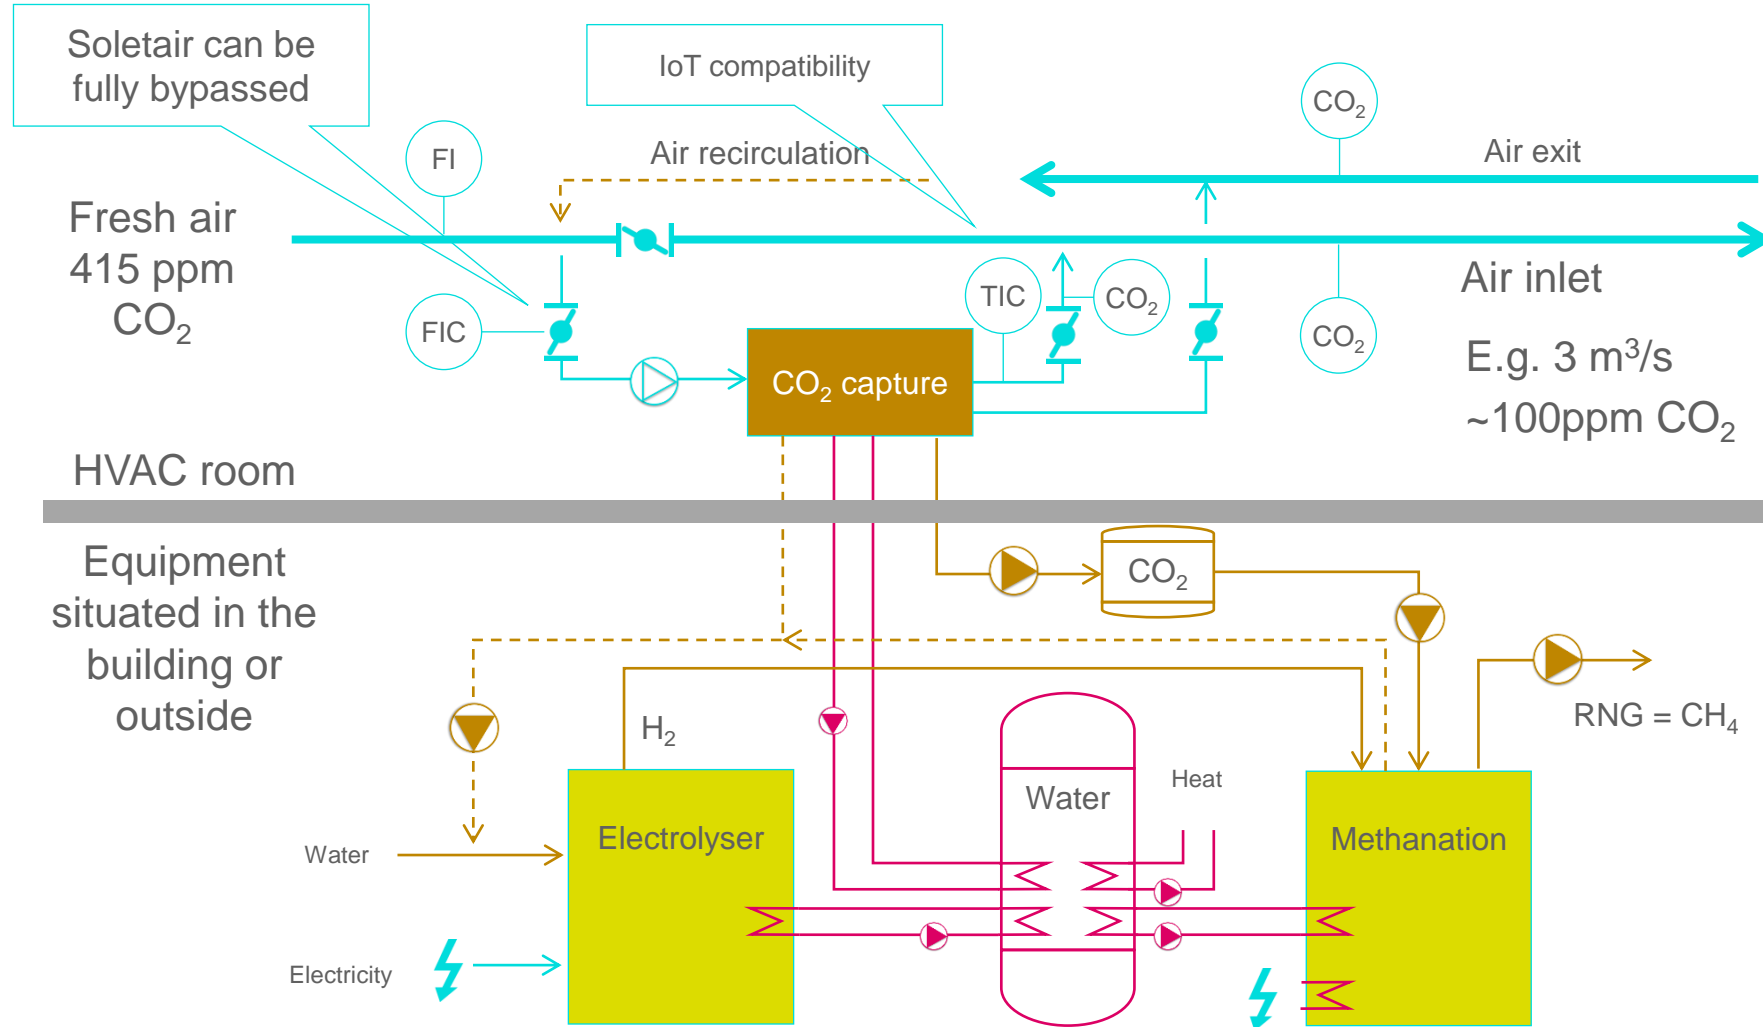 Soletair can be
fully bypassed
IoT compatibility
CO₂
FI
Air recirculation
Air exit
Fresh air
415 ppm
CO₂
FIC
TIC
CO₂
CO₂
Air inlet
E.g. 3 m³/s
~100ppm CO₂
CO₂ capture
HVAC room
Equipment
situated in the
building or
outside
CO₂
RNG = CH₄
H₂
Water
Heat
Electrolyser
Methanation
Water
Electricity